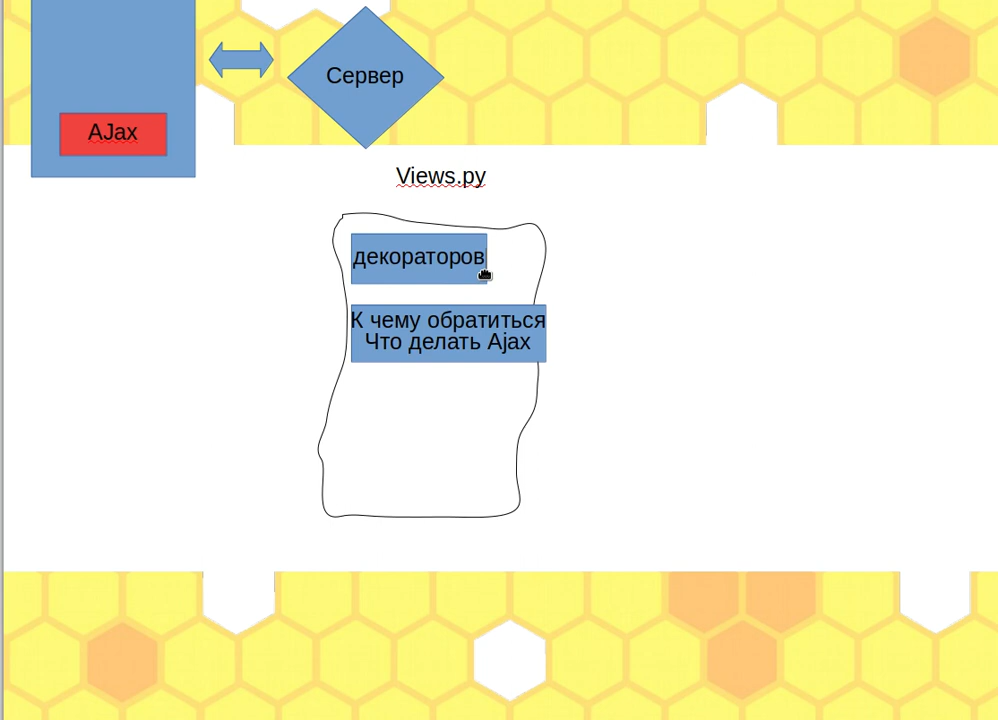 Сервер
AJax
Views.py
декораторов
К чему обратиться
Что делать Ajax